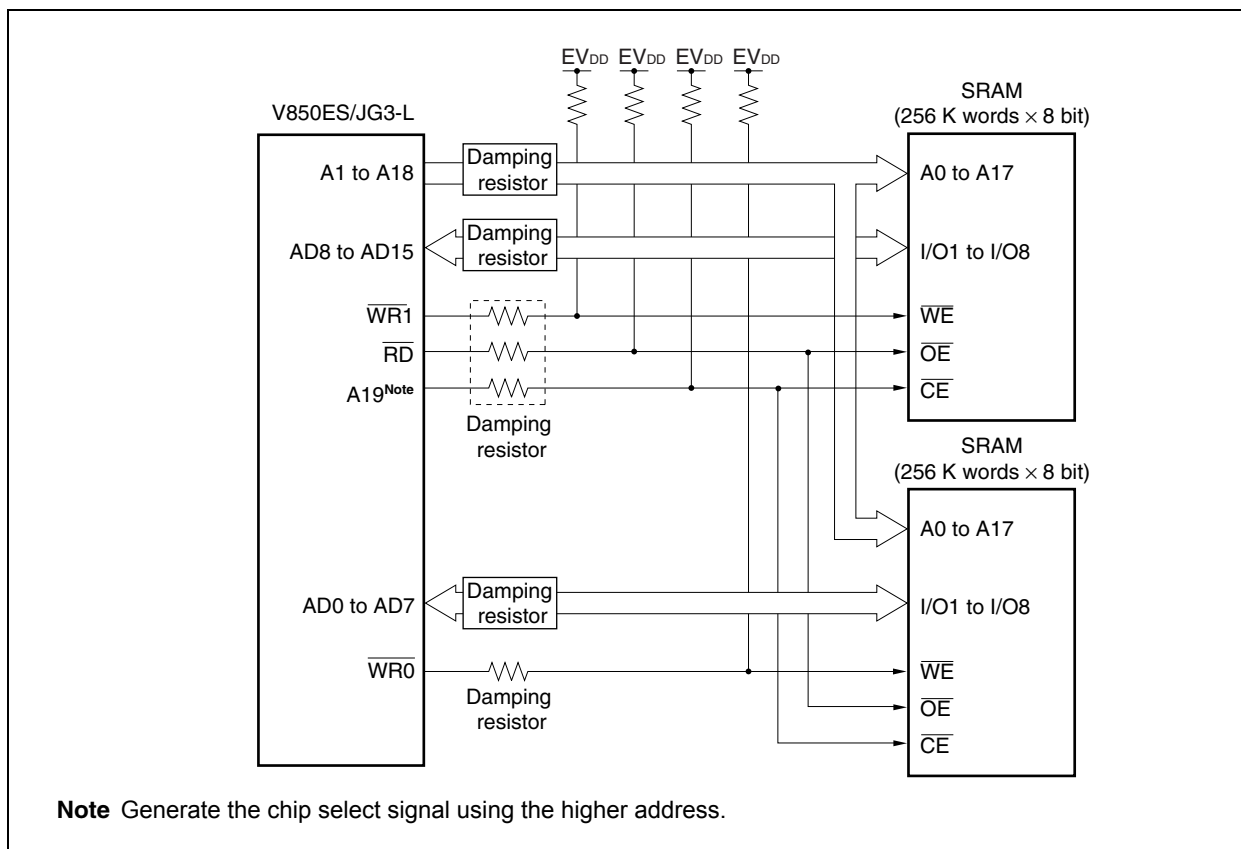 EVDD EVDD EVDD EVDD
SRAM
(256 K words × 8 bit)
V850ES/JG3-L
A1 to A18
Damping
resistor
A0 to A17
AD8 to AD15
Damping
resistor
I/O1 to I/O8
WR1
WE
RD
OE
A19Note
CE
Damping
resistor
SRAM
(256 K words × 8 bit)
A0 to A17
AD0 to AD7
Damping
resistor
I/O1 to I/O8
WR0
WE
Damping
resistor
OE
CE
Note Generate the chip select signal using the higher address.